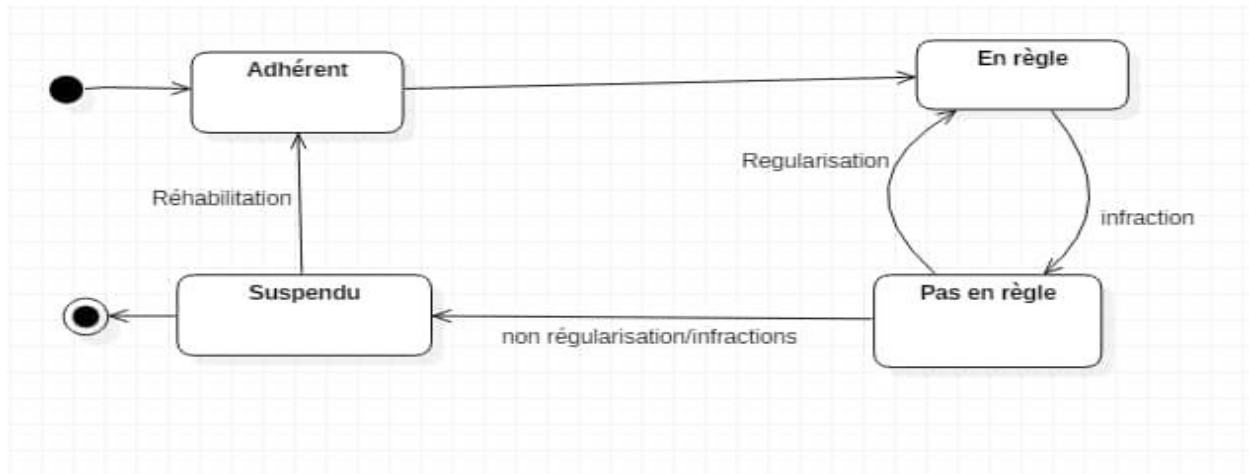 Adhérent
En règle
Regularisation
Réhabilitation
infraction
Suspendu
Pas en règle
non régularisation/infractions